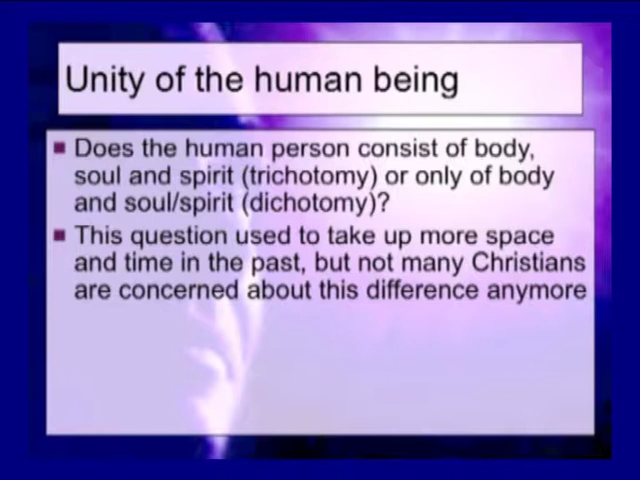 Unity of the human being
Does the human person consist of body,
soul and spirit (trichotomy) or only of body
and soul/spirit (dichotomy)?
This question used to take up more space
and time in the past, but not many Christians
are concerned about this difference anymore